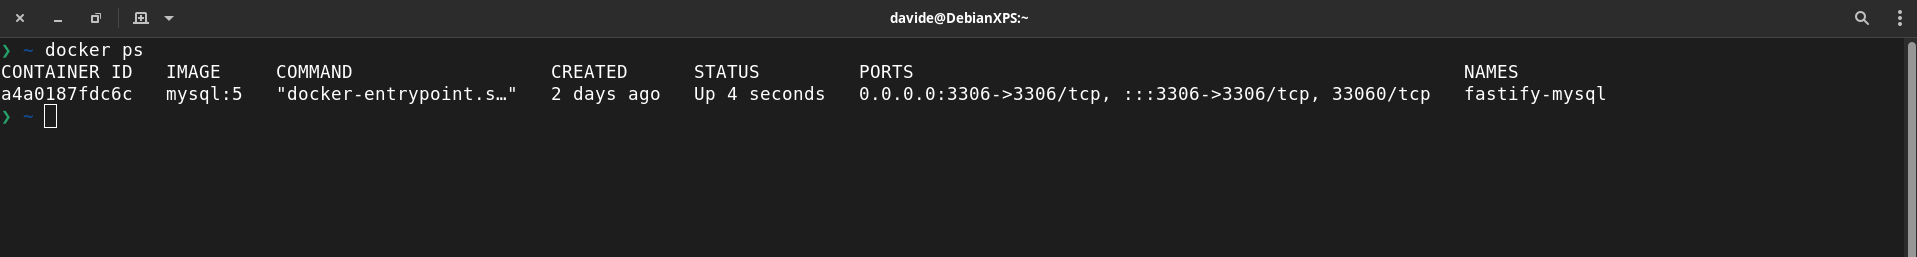 davide@DebianXPS:~
❯ ~ docker ps
CONTAINER ID   IMAGE     COMMAND                  CREATED      STATUS         PORTS                                                  NAMES
a4a0187fdc6c   mysql:5   "docker-entrypoint.s…"   2 days ago   Up 4 seconds   0.0.0.0:3306->3306/tcp, :::3306->3306/tcp, 33060/tcp   fastify-mysql
❯ ~